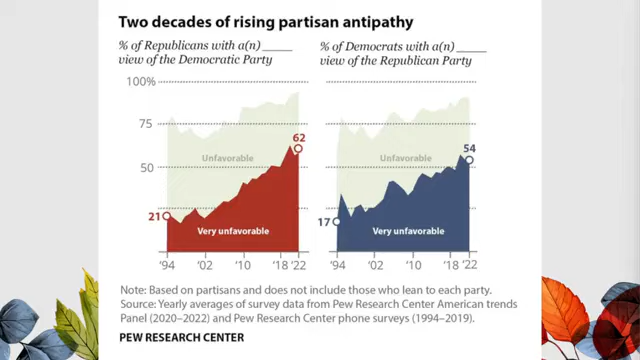 Two decades of rising partisan antipathy
% of Republicans with a(n) ____
view of the Democratic Party
% of Democrats with a(n) ____
view of the Republican Party
100%
75
50
25
62
21
Unfavorable
Very unfavorable
'94
'02
'10
'18
'22
54
17
Unfavorable
Very unfavorable
'94
'02
'10
'18
'22
Note: Based on partisans and does not include those who lean to each party.
Source: Yearly averages of survey data from Pew Research Center American trends
Panel (2020–2022) and Pew Research Center phone surveys (1994–2019).
PEW RESEARCH CENTER